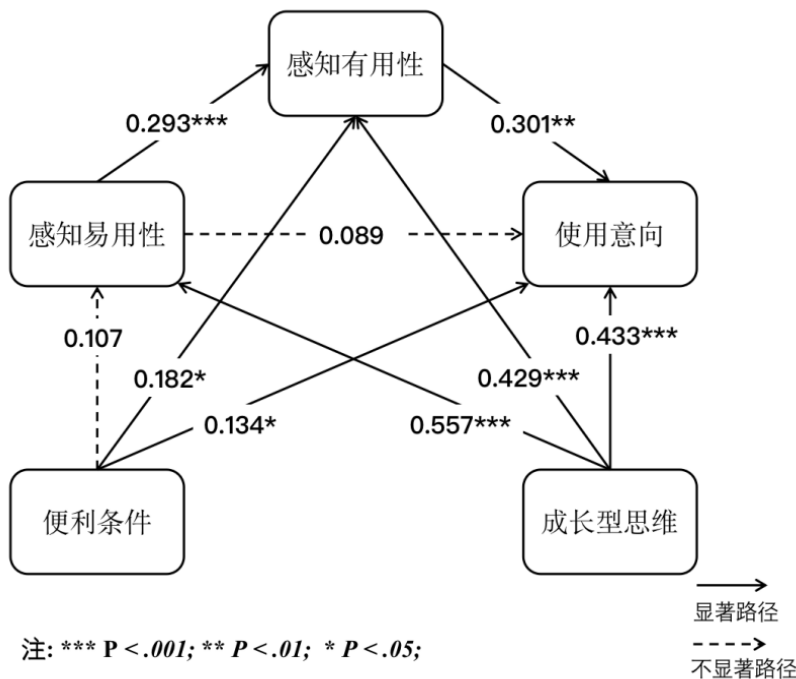 感知有用性
0.293***
0.301**
感知易用性
0.089
使用意向
0.107
0.433***
0.182*
0.429***
0.134*
0.557***
便利条件
成长型思维
显著路径
注: *** P < .001; ** P < .01; * P < .05;
不显著路径